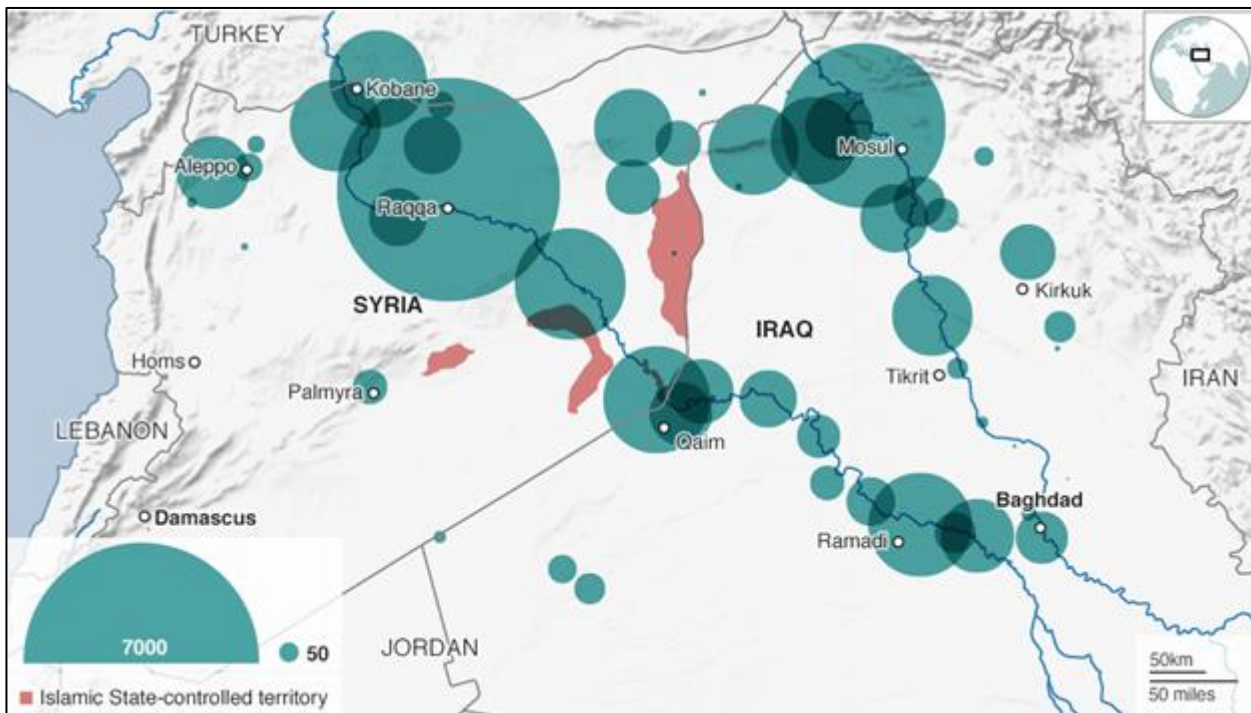 TURKEY
Kobane
Aleppo
Mosul
Raqqa
SYRIA
Kirkuk
IRAQ
Homs
Tikrit
IRAN
Palmyra
LEBANON
Qaim
Baghdad
Damascus
Ramadi
7000
50
JORDAN
50km
50 miles
Islamic State-controlled territory